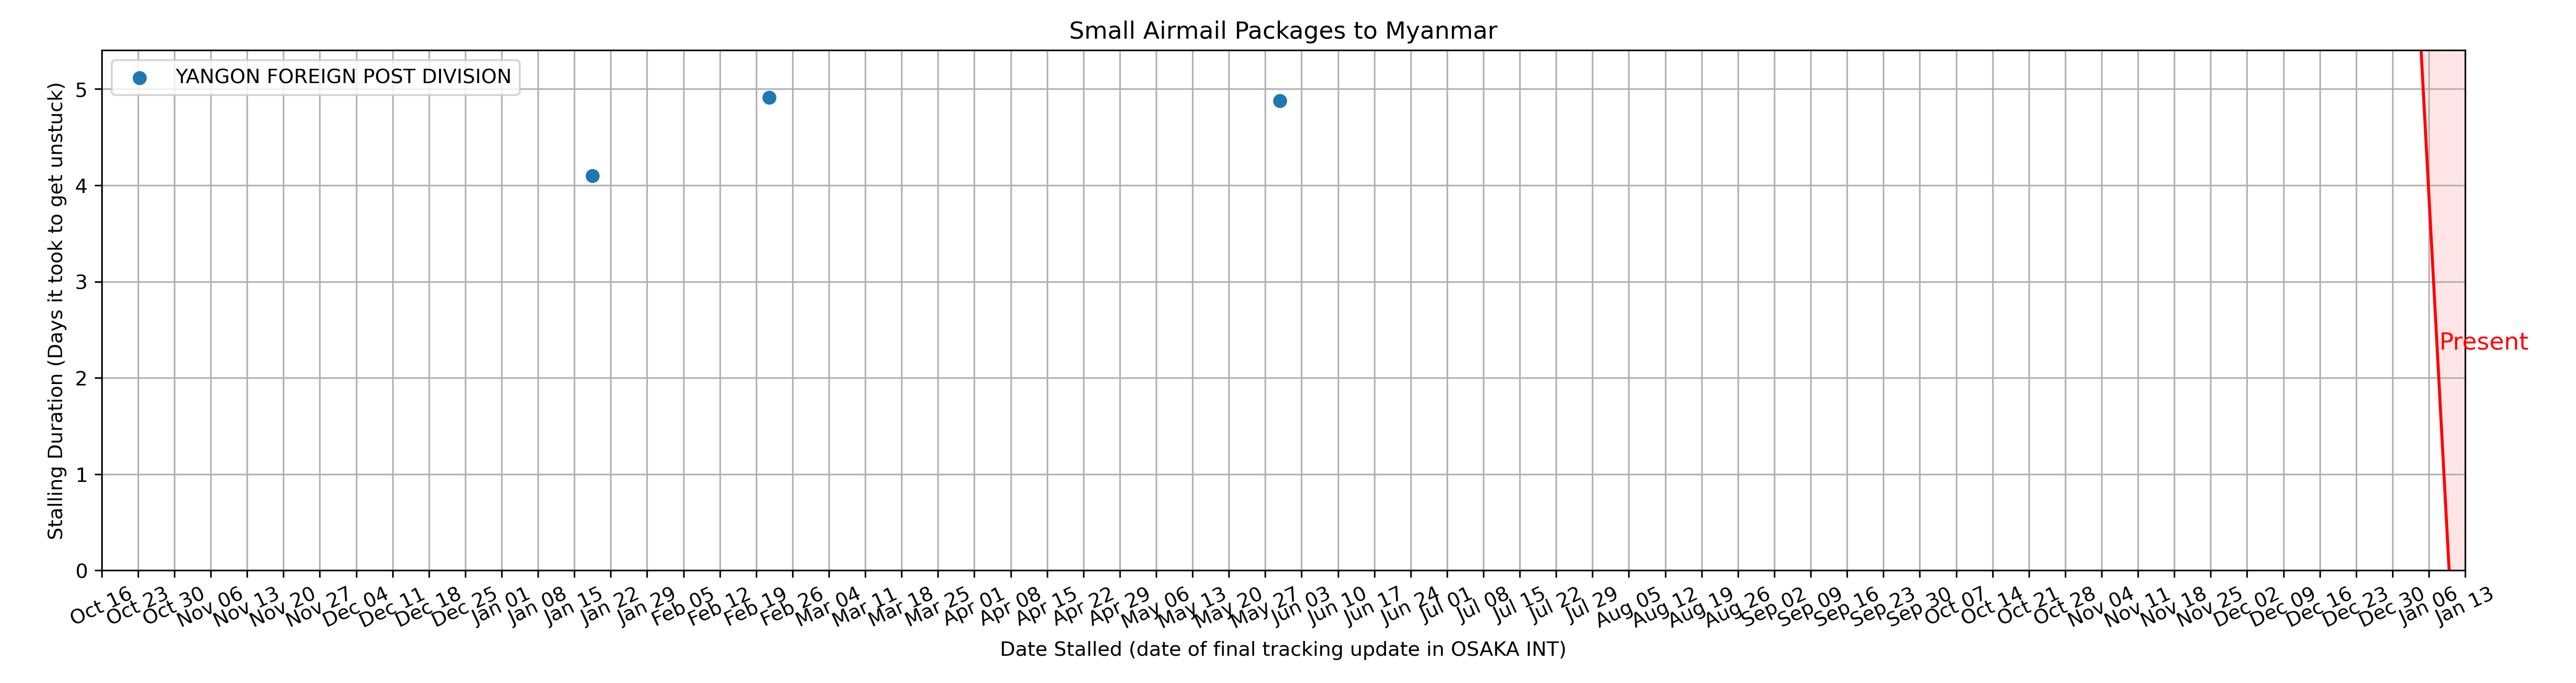 Small Airmail Packages to Myanmar
YANGON FOREIGN POST DIVISION
Stalling Duration (Days it took to get unstuck)
5
4
3
2
1
0
Present
Oct 16 Oct 23 Oct 30 Nov 06 Nov 13 Nov 20 Nov 27 Dec 04 Dec 11 Dec 18 Dec 25 Jan 01 Jan 08 Jan 15 Jan 22 Jan 29 Feb 05 Feb 12 Feb 19 Feb 26 Mar 04 Mar 11 Mar 18 Mar 25 Apr 01 Apr 08 Apr 15 Apr 22 Apr 29 May 06 May 13 May 20 May 27 Jun 03 Jun 10 Jun 17 Jun 24 Jul 01 Jul 08 Jul 15 Jul 22 Jul 29 Aug 05 Aug 12 Aug 19 Aug 26 Sep 02 Sep 09 Sep 16 Sep 23 Sep 30 Oct 07 Oct 14 Oct 21 Oct 28 Nov 04 Nov 11 Nov 18 Nov 25 Dec 02 Dec 09 Dec 16 Dec 23 Dec 30 Jan 06 Jan 13
Date Stalled (date of final tracking update in OSAKA INT)